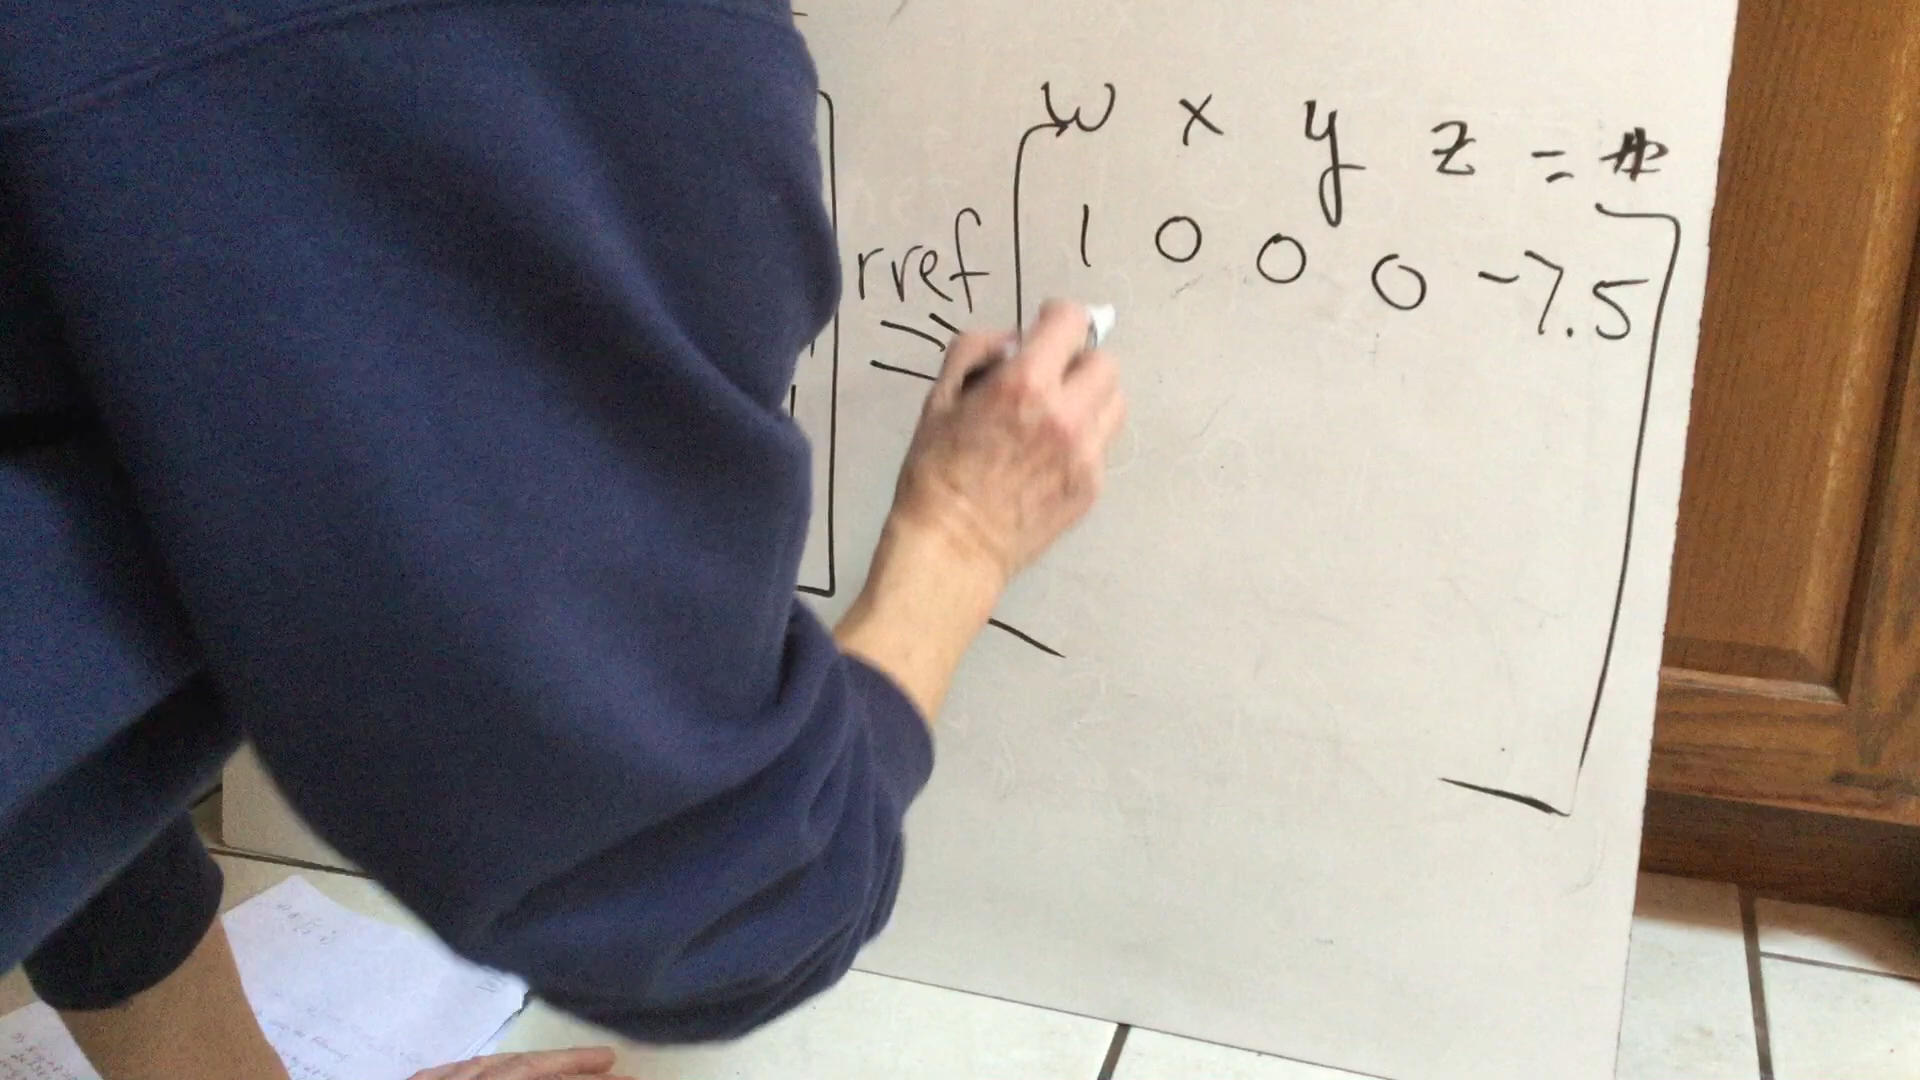 w x y z = #
1 0 0 0 -7.5
rref